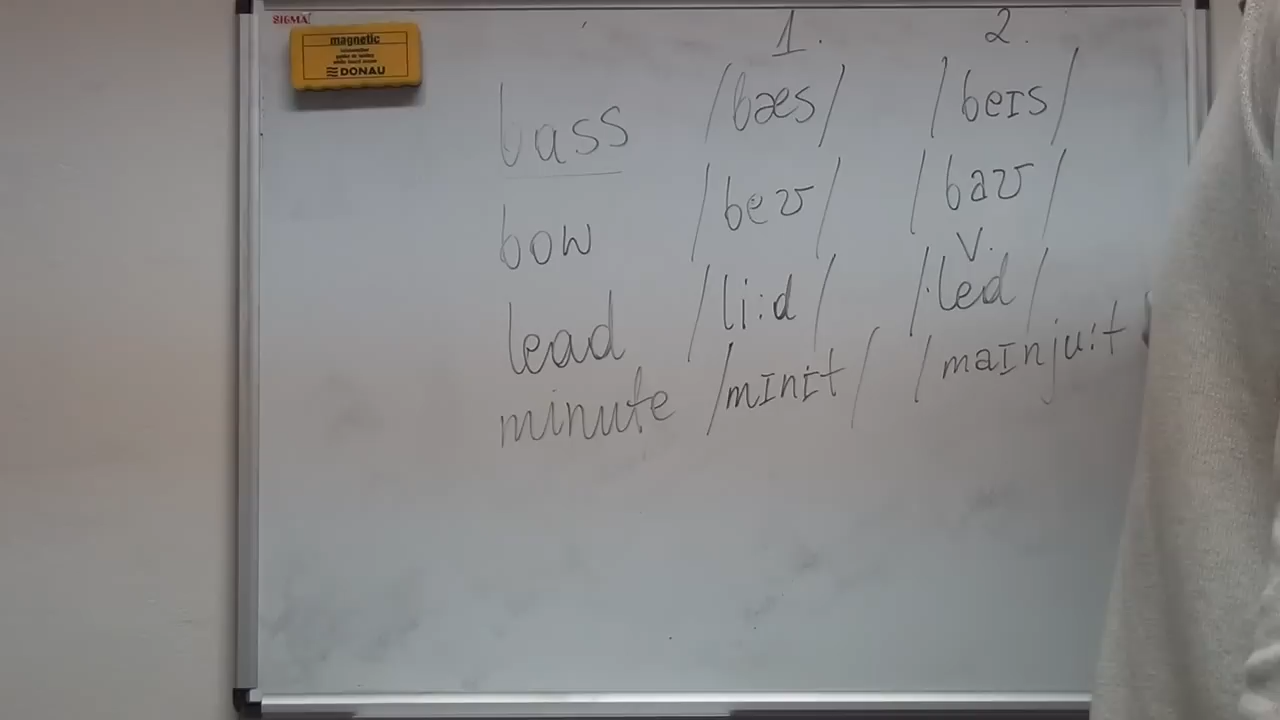 SIGMA
magnetic
DONAU
1. 2.
bass /bæs/ /beɪs/
bow /beʊ/ /baʊ/
v.
lead /li:d/ /led/
minute /mɪnɪt/ /maɪnju:t